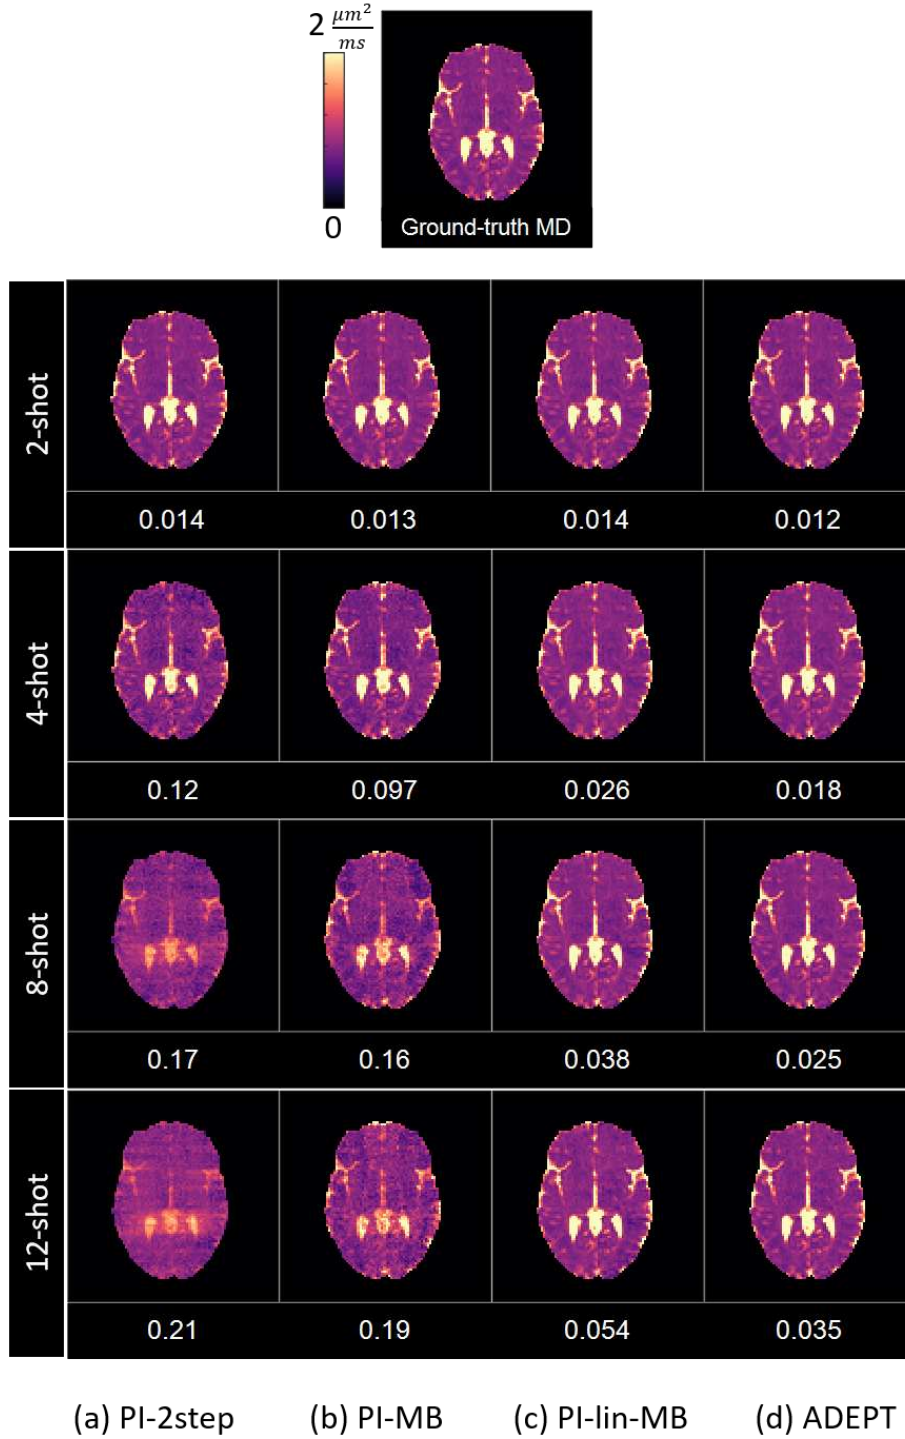 2 μm²/ms
0
Ground-truth MD
2-shot
0.014 0.013 0.014 0.012
4-shot
0.12 0.097 0.026 0.018
8-shot
0.17 0.16 0.038 0.025
12-shot
0.21 0.19 0.054 0.035
(a) PI-2step (b) PI-MB (c) PI-lin-MB (d) ADEPT